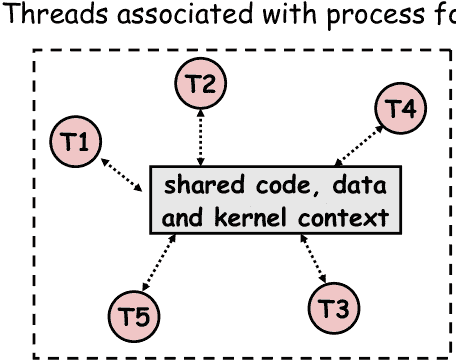 Threads associated with process fo
T2
T4
T1
shared code, data
and kernel context
T5
T3